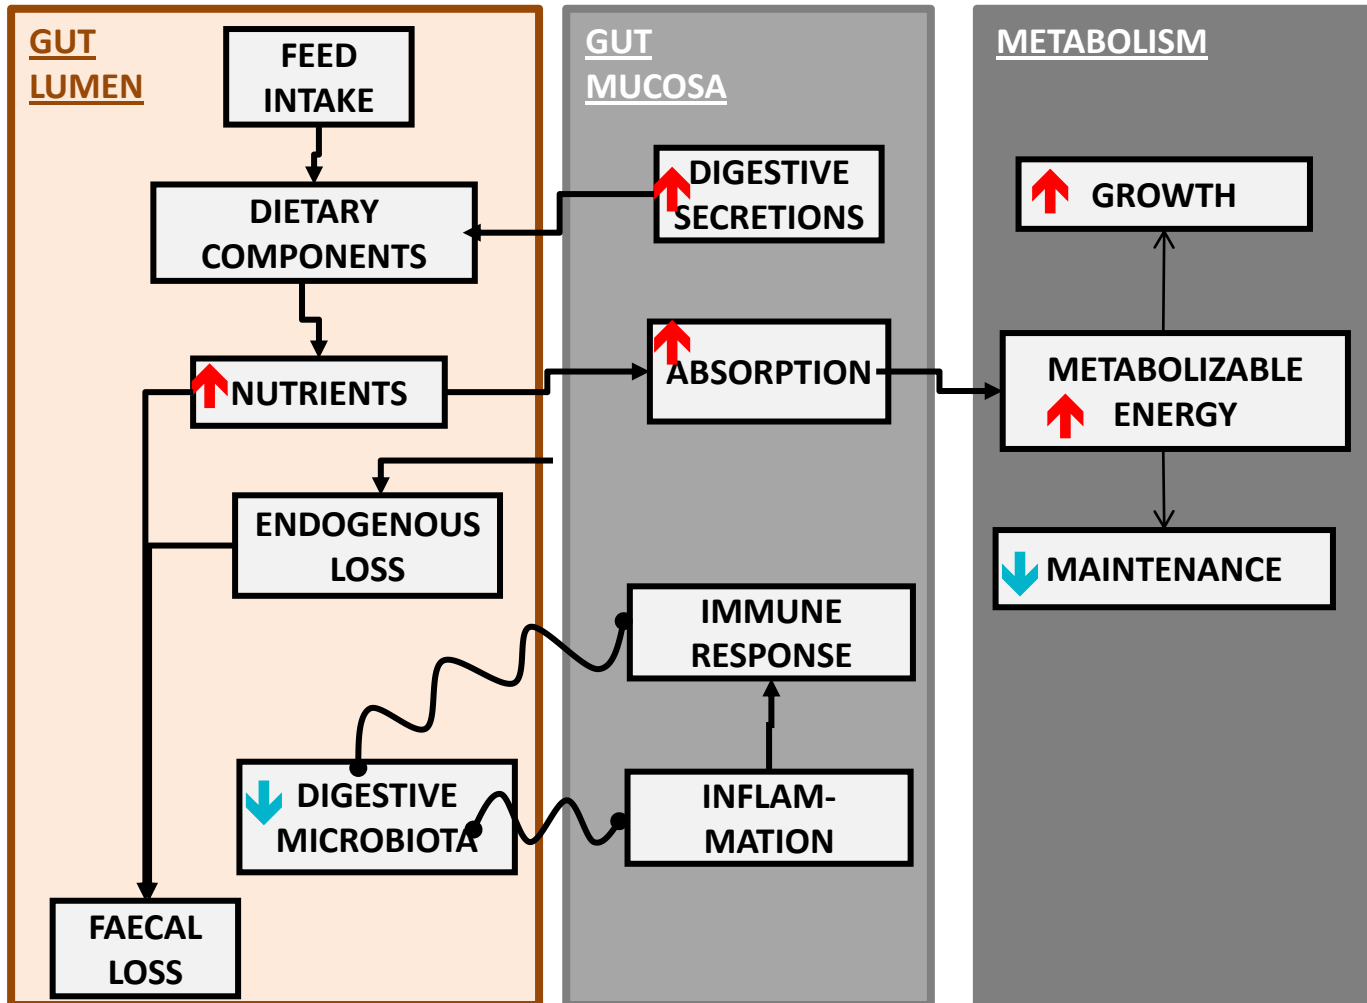 GUT
LUMEN
FEED
INTAKE
DIETARY
COMPONENTS
NUTRIENTS
ENDOGENOUS
LOSS
DIGESTIVE
MICROBIOTA
FAECAL
LOSS
GUT
MUCOSA
DIGESTIVE
SECRETIONS
ABSORPTION
IMMUNE
RESPONSE
INFLAM-
MATION
METABOLISM
GROWTH
METABOLIZABLE
ENERGY
MAINTENANCE